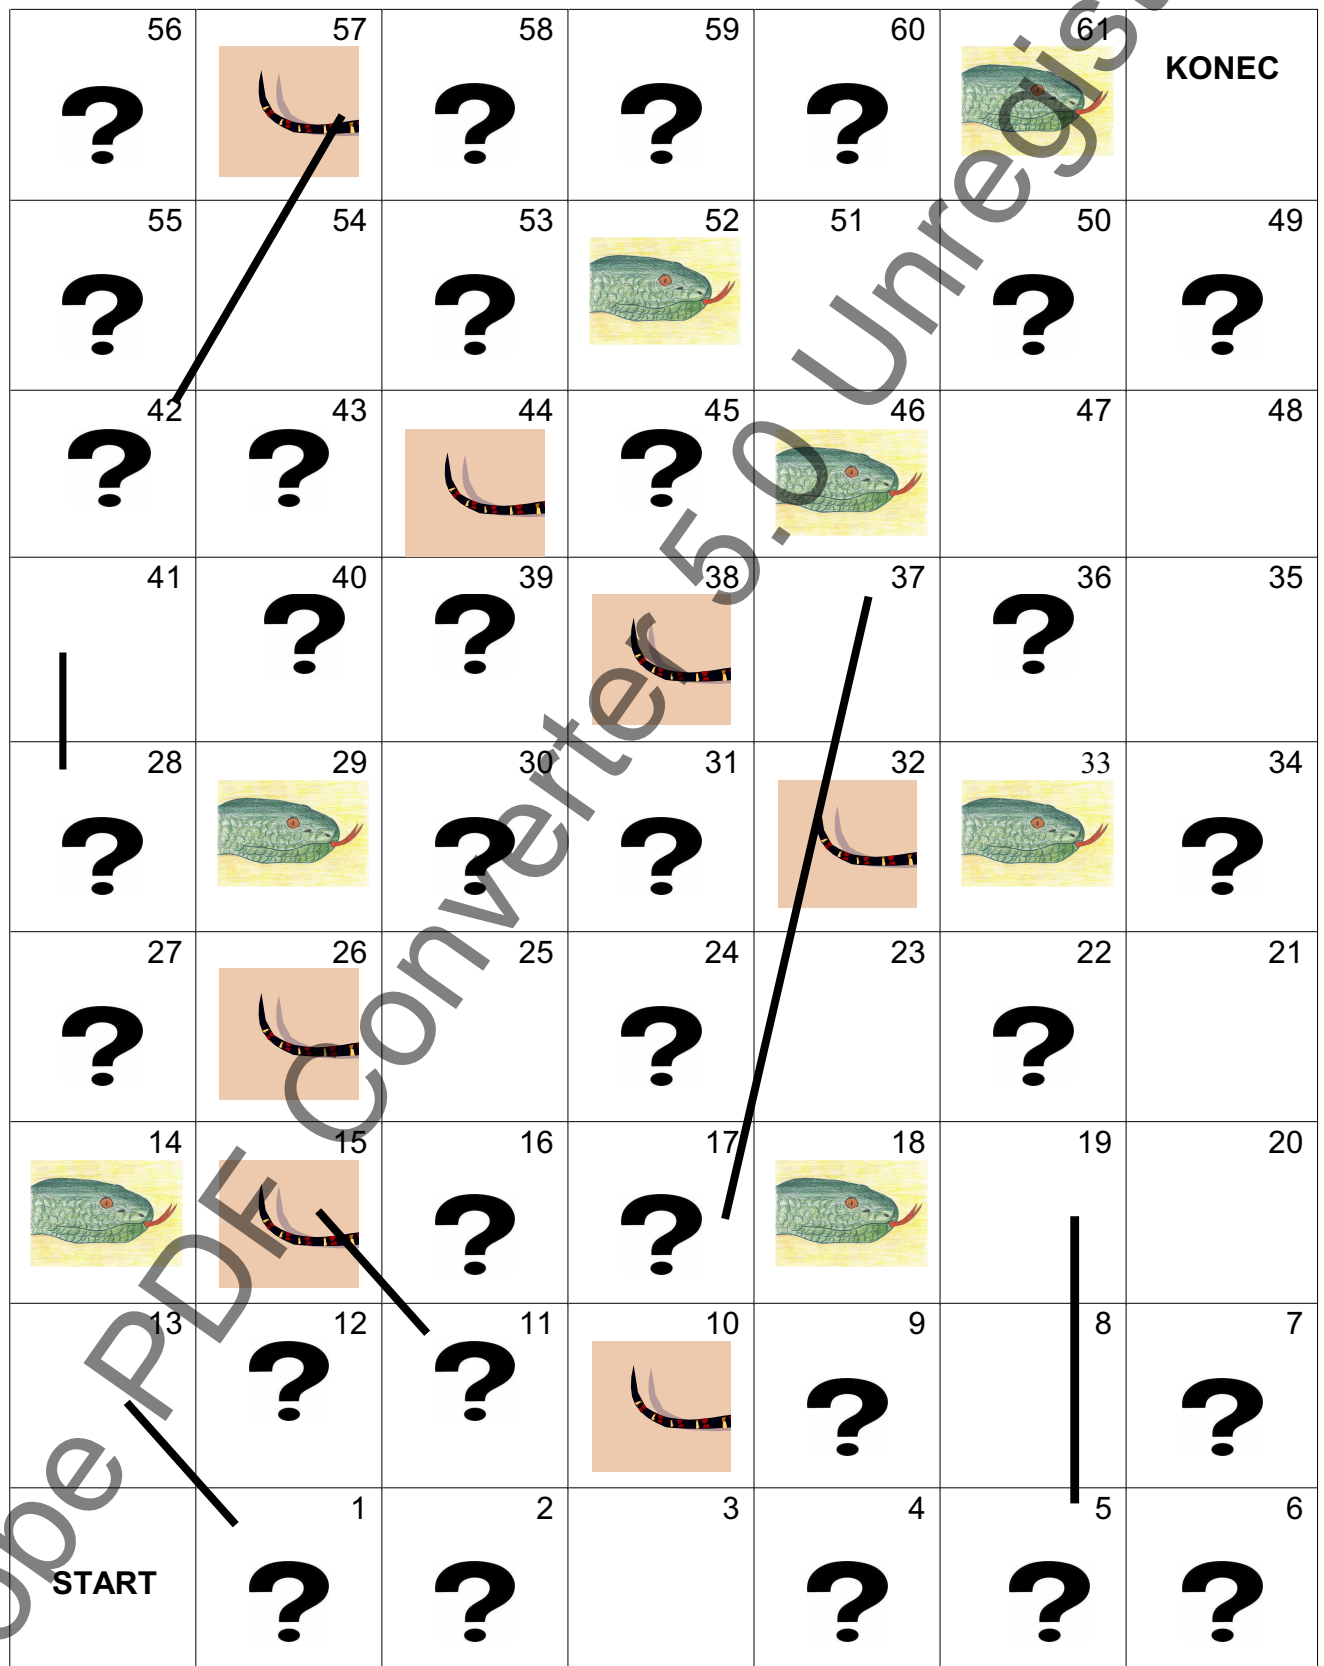 56 57 58 59 60 61 KONEC
? ? ? ?
55 54 53 52 51 50 49
? ? ? ?
42 43 44 45 46 47 48
? ? ?
41 40 39 38 37 36 35
? ? ?
28 29 30 31 32 33 34
? ? ? ?
27 26 25 24 23 22 21
? ? ?
14 15 16 17 18 19 20
? ?
13 12 11 10 9 8 7
? ? ? ?
1 2 3 4 5 6
START ? ? ? ? ?
PDF Converter 5.0